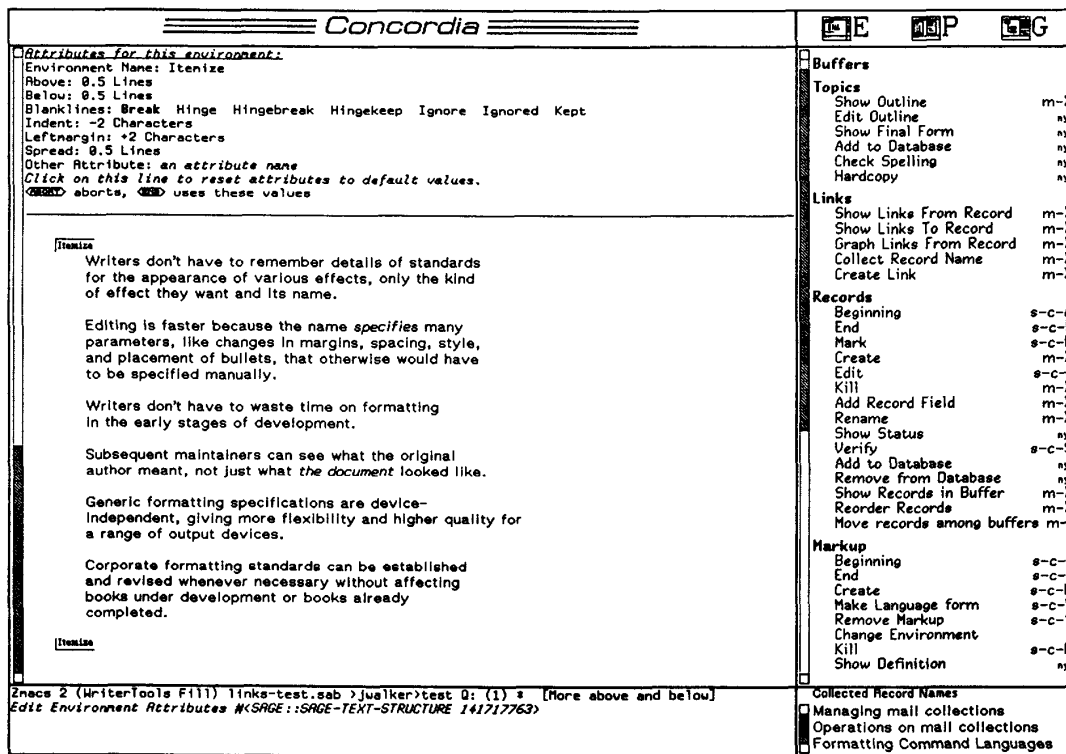 Concordia
E P G
Attributes for this environment:
Environment Name: Itemize
Above: 0.5 Lines
Below: 0.5 Lines
Blanklines: Break Hinge Hingebreak Hingekeep Ignore Ignored Kept
Indent: -2 Characters
Leftmargin: +2 Characters
Spread: 0.5 Lines
Other Attribute: an attribute name
Click on this line to reset attributes to default values.
aborts, uses these values
Itemize
Writers don't have to remember details of standards
for the appearance of various effects, only the kind
of effect they want and its name.
Editing is faster because the name specifies many
parameters, like changes in margins, spacing, style,
and placement of bullets, that otherwise would have
to be specified manually.
Writers don't have to waste time on formatting
in the early stages of development.
Subsequent maintainers can see what the original
author meant, not just what the document looked like.
Generic formatting specifications are device-
independent, giving more flexibility and higher quality for
a range of output devices.
Corporate formatting standards can be established
and revised whenever necessary without affecting
books under development or books already
completed.
Itemize
Zmacs 2 (WriterTools Fill) links-test.sab >jwalker>test Q: (1) * [More above and below]
Edit Environment Attributes #<SAGE::SAGE-TEXT-STRUCTURE 141717763>
Buffers
Topics
Show Outline
Edit Outline
Show Final Form
Add to Database
Check Spelling
Hardcopy
Links
Show Links From Record
Show Links To Record
Graph Links From Record
Collect Record Name
Create Link
Records
Beginning
End
Mark
Create
Edit
Kill
Add Record Field
Rename
Show Status
Verify
Add to Database
Remove from Database
Show Records in Buffer
Reorder Records
Move records among buffers
Markup
Beginning
End
Create
Make Language form
Remove Markup
Change Environment
Kill
Show Definition
Collected Record Names
Managing mail collections
Operations on mail collections
Formatting Command Languages